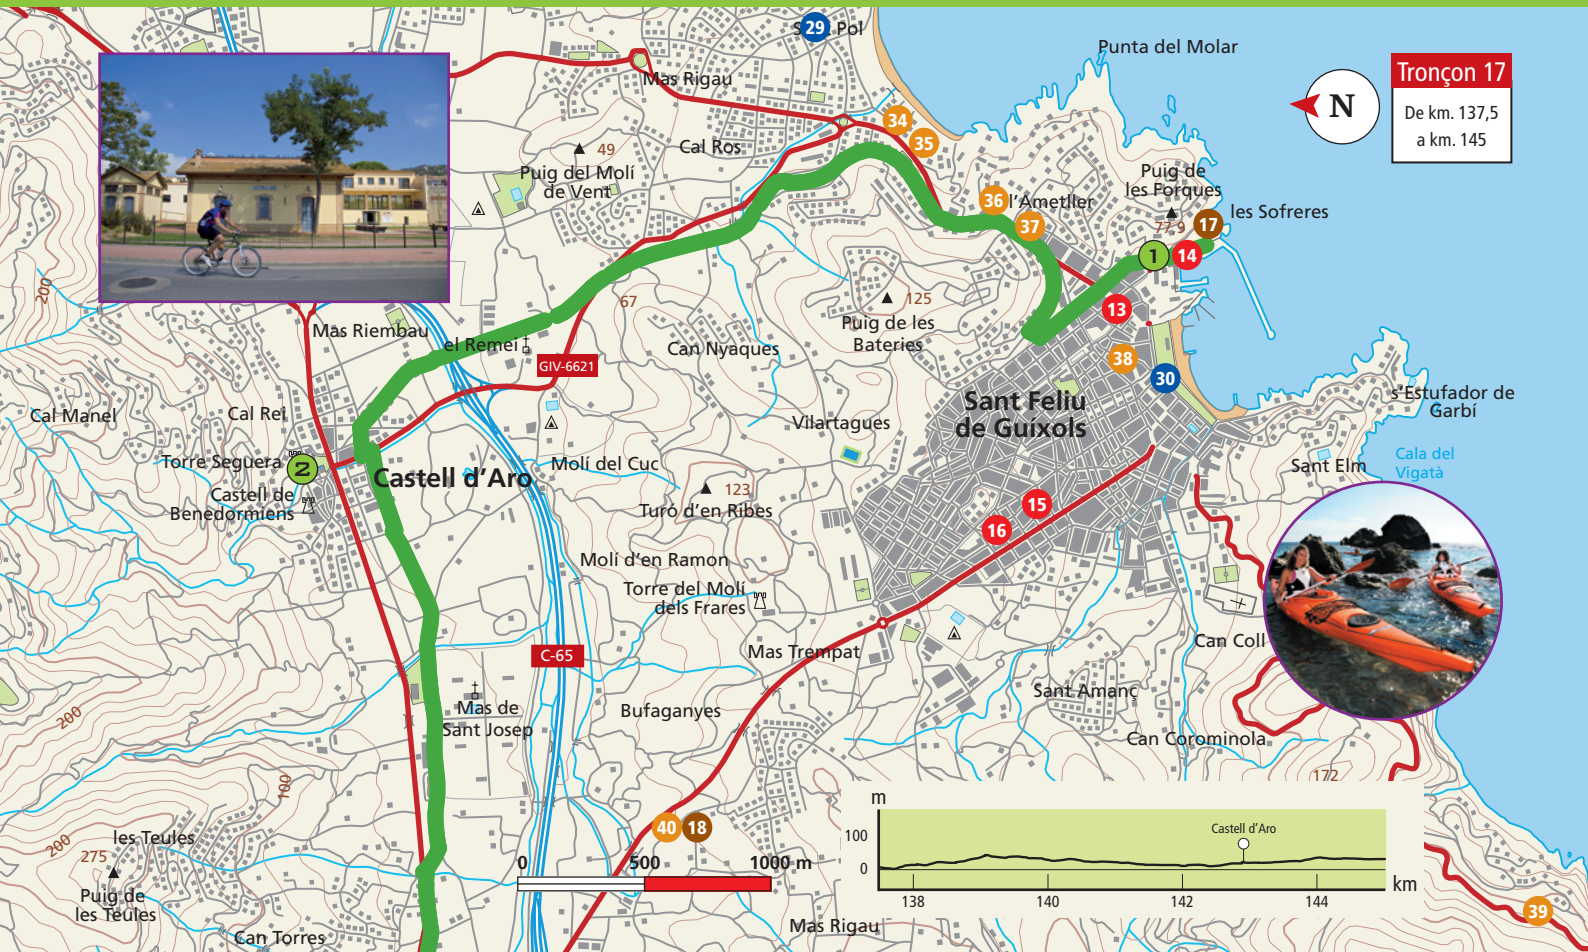 29
S Pol
Punta del Molar
Tronçon 17
De km. 137,5
a km. 145
N
Mas Rigau
34
35
Cal Ros
49
Puig del Molí
de Vent
Puig de
les Forques
77,9
les Sofreres
17
36
l'Ametller
37
1
14
13
200
67
125
Puig de les
Bateries
Mas Riembau
el Remei
GIV-6621
Can Nyaques
38
30
s'Estufador de
Garbí
Cal Manel
Cal Rei
Sant Feliu
de Guíxols
Vilartagues
Torre Seguera
2
Castell d'Aro
Molí del Cuc
Sant Elm
Cala del
Vigatà
Castell de
Benedormiens
123
Turó d'en Ribes
15
16
Molí d'en Ramon
Torre del Molí
dels Frares
C-65
Mas Trempat
Can Coll
Sant Amanç
200
Mas de
Sant Josep
Bufaganyes
Can Corominola
100
172
200
les Teules
275
Puig de
les Teules
40
18
0
500
1000 m
m
100
0
Castell d'Aro
km
138
140
142
144
39
Mas Rigau
Can Torres